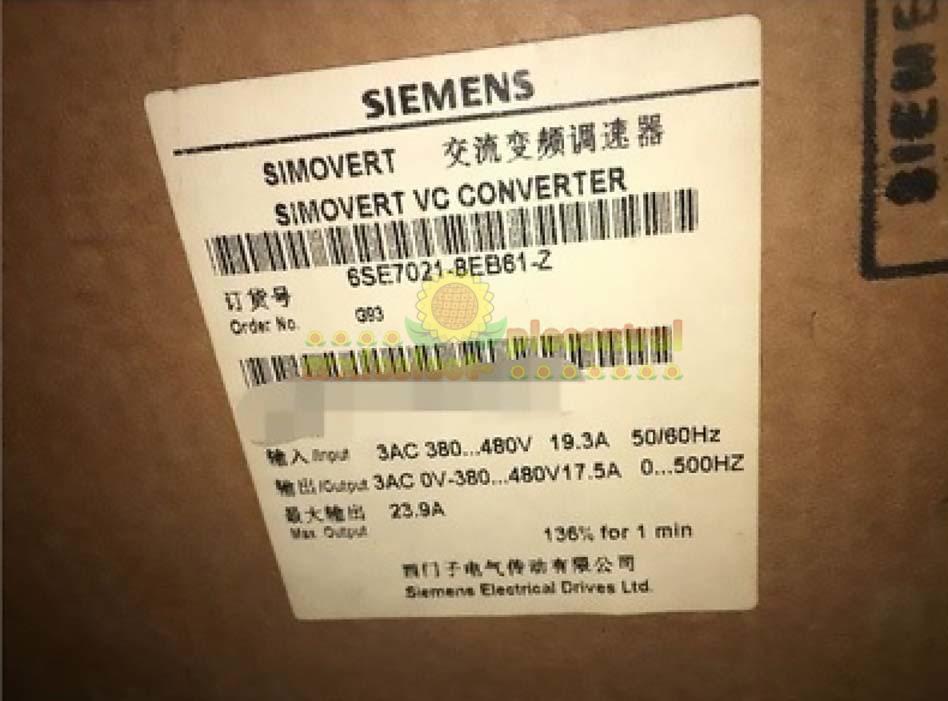 SIEMENS
SIMOVERT 交流变频调速器
SIMOVERT VC CONVERTER
6SE7021-8EB61-Z
订货号
Order No. G93
输入/Input 3AC 380...480V 19.3A 50/60Hz
输出/Output 3AC 0V-380...480V17.5A 0...500HZ
最大输出 23.9A
Max. Output
136% for 1 min
西门子电气传动有限公司
Siemens Electrical Drives Ltd.
SIEM